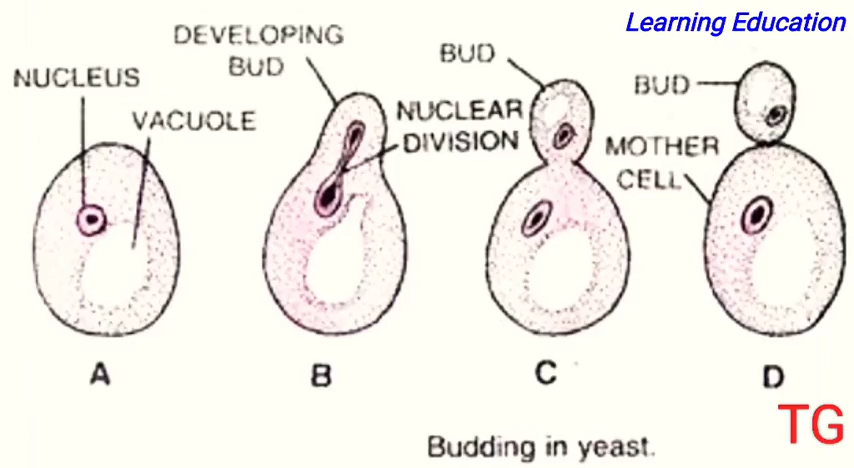 Learning Education
DEVELOPING
BUD
NUCLEUS
VACUOLE
NUCLEAR
DIVISION
BUD
BUD
MOTHER
CELL
A
B
C
D
TG
Budding in yeast.